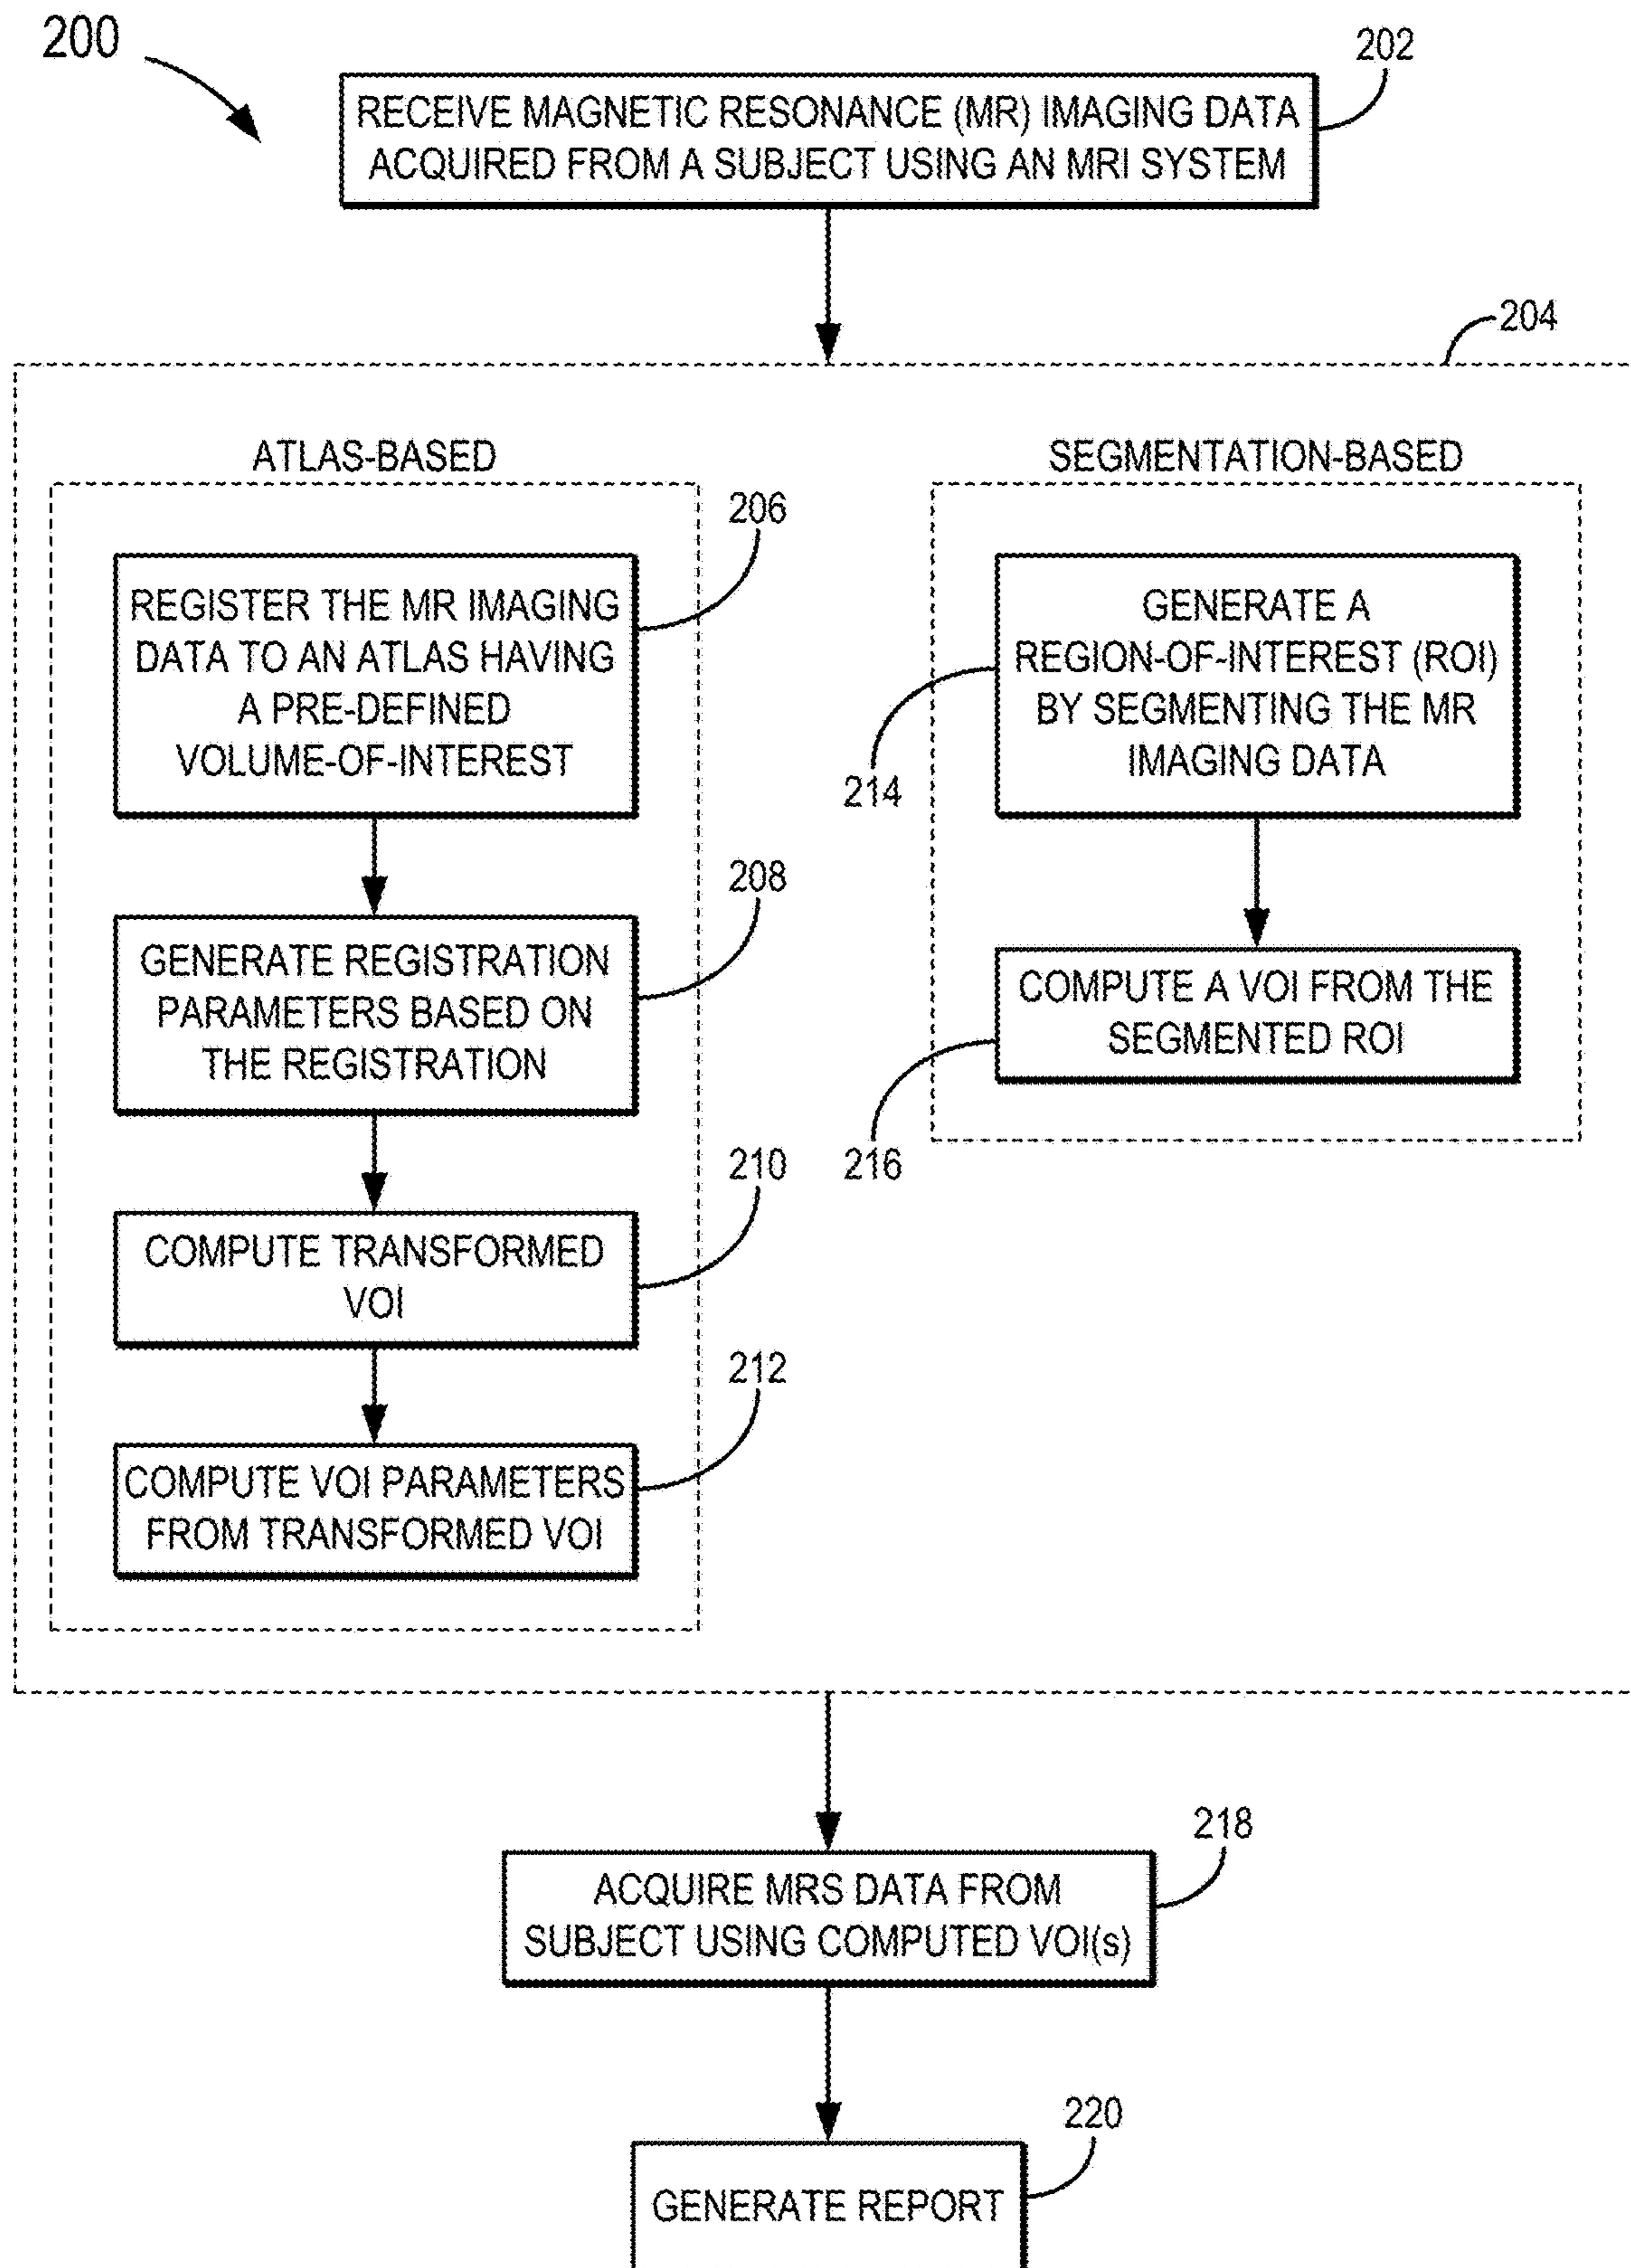 200
202
RECEIVE MAGNETIC RESONANCE (MR) IMAGING DATA
ACQUIRED FROM A SUBJECT USING AN MRI SYSTEM
204
ATLAS-BASED
206
REGISTER THE MR IMAGING
DATA TO AN ATLAS HAVING
A PRE-DEFINED
VOLUME-OF-INTEREST
208
GENERATE REGISTRATION
PARAMETERS BASED ON
THE REGISTRATION
210
COMPUTE TRANSFORMED
VOI
212
COMPUTE VOI PARAMETERS
FROM TRANSFORMED VOI
SEGMENTATION-BASED
GENERATE A
REGION-OF-INTEREST (ROI)
BY SEGMENTING THE MR
IMAGING DATA
214
COMPUTE A VOI FROM THE
SEGMENTED ROI
216
218
ACQUIRE MRS DATA FROM
SUBJECT USING COMPUTED VOI(s)
220
GENERATE REPORT